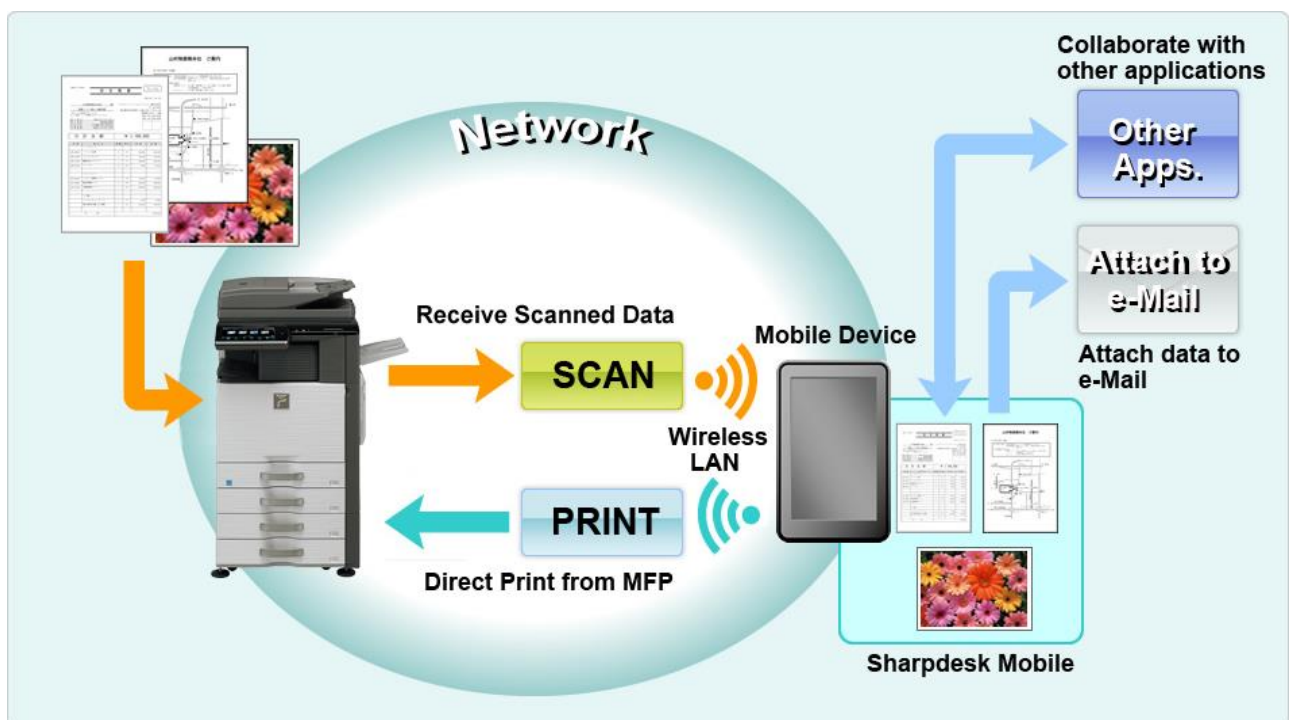 Collaborate with
other applications
Network
Other
Apps.
Attach to
e-Mail
Receive Scanned Data
Mobile Device
Attach data to
e-Mail
SCAN
Wireless
LAN
PRINT
Direct Print from MFP
Sharpdesk Mobile